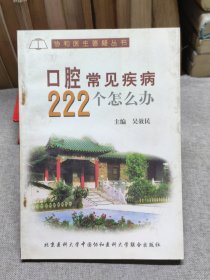 协和医生答疑丛书
口腔常见疾病
222个怎么办
主编 吴效民
北京医科大学中国协和医科大学联合出版社